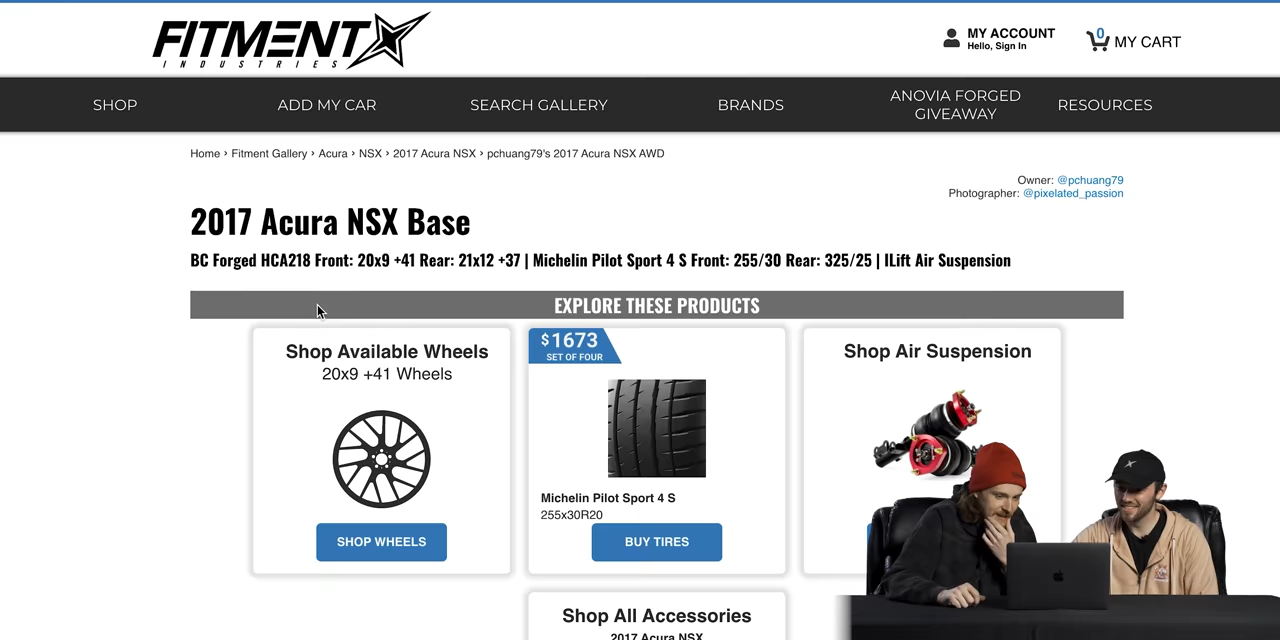 FITMENT
INDUSTRIES
MY ACCOUNT
Hello, Sign In
0
MY CART
SHOP
ADD MY CAR
SEARCH GALLERY
BRANDS
ANOVIA FORGED
GIVEAWAY
RESOURCES
Home › Fitment Gallery › Acura › NSX › 2017 Acura NSX › pchuang79's 2017 Acura NSX AWD
Owner: @pchuang79
Photographer: @pixelated_passion
2017 Acura NSX Base
BC Forged HCA218 Front: 20x9 +41 Rear: 21x12 +37 | Michelin Pilot Sport 4 S Front: 255/30 Rear: 325/25 | ILift Air Suspension
EXPLORE THESE PRODUCTS
Shop Available Wheels
20x9 +41 Wheels
SHOP WHEELS
$1673
SET OF FOUR
Michelin Pilot Sport 4 S
255x30R20
BUY TIRES
Shop Air Suspension
Shop All Accessories
2017 Acura NSX